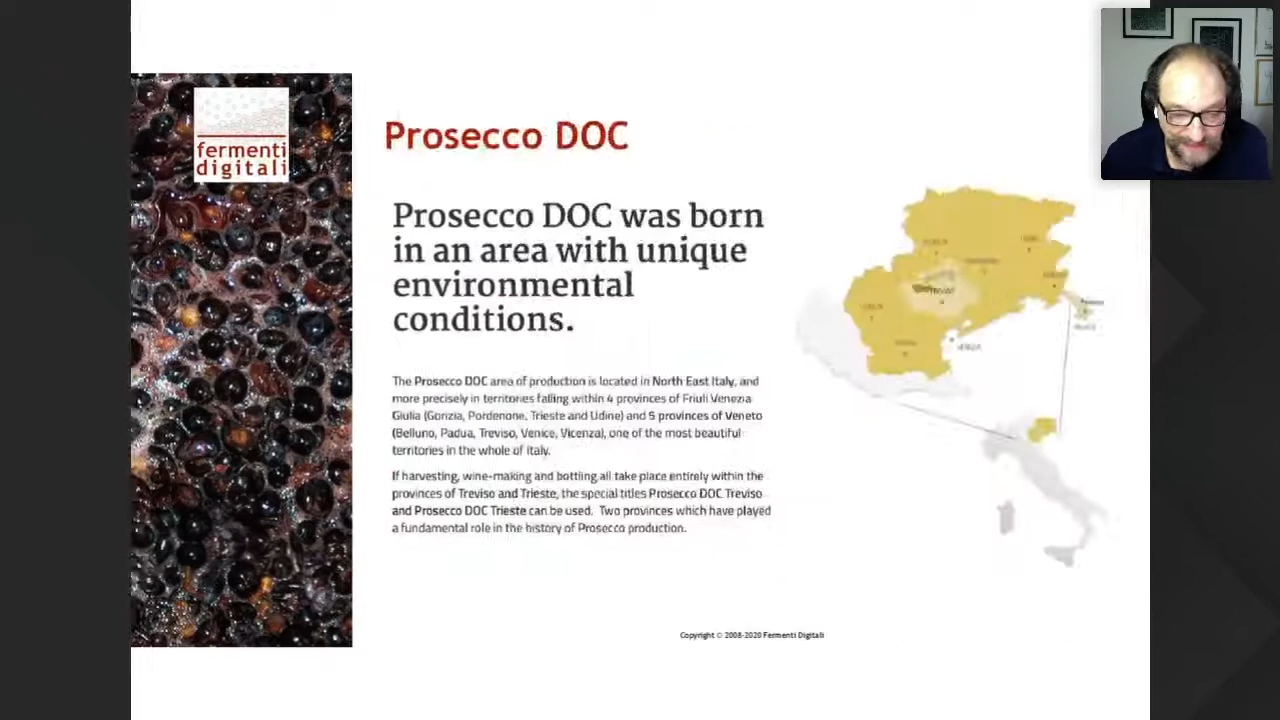 fermenti
digitali
Prosecco DOC
Prosecco DOC was born
in an area with unique
environmental
conditions.
The Prosecco DOC area of production is located in North East Italy, and
more precisely in territories falling within 4 provinces of Friuli Venezia
Giulia (Gorizia, Pordenone, Trieste and Udine) and 5 provinces of Veneto
(Belluno, Padua, Treviso, Venice, Vicenza), one of the most beautiful
territories in the whole of Italy.
If harvesting, wine-making and bottling all take place entirely within the
provinces of Treviso and Trieste, the special titles Prosecco DOC Treviso
and Prosecco DOC Trieste can be used. Two provinces which have played
a fundamental role in the history of Prosecco production.
Copyright © 2008-2020 Fermenti Digitali